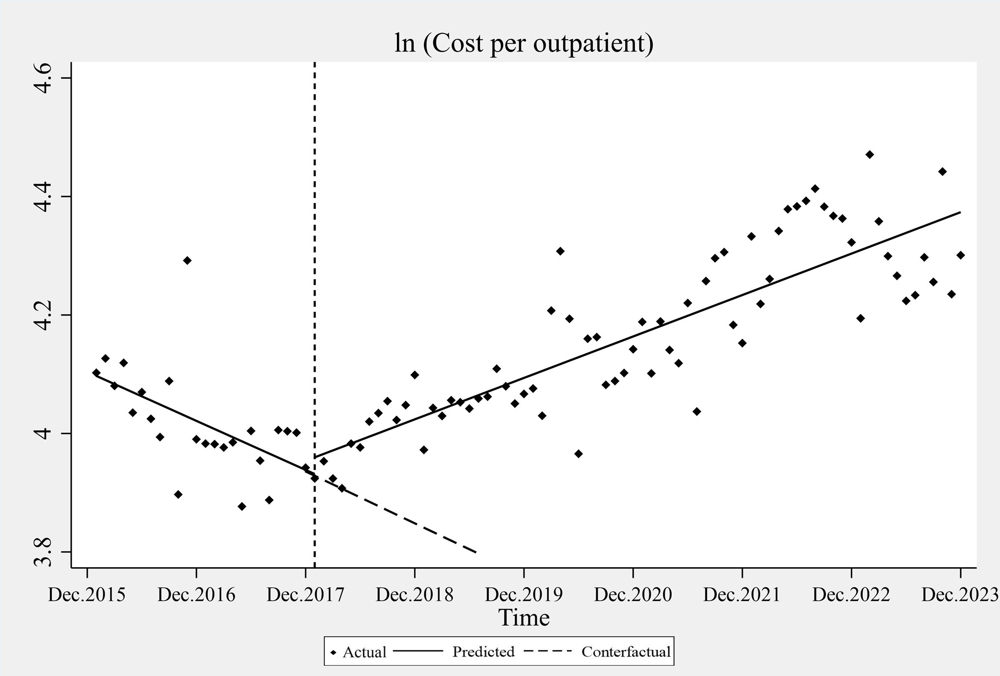 ln (Cost per outpatient)
4.6
4.4
4.2
4
3.8
Dec.2015 Dec.2016 Dec.2017 Dec.2018 Dec.2019 Dec.2020 Dec.2021 Dec.2022 Dec.2023
Time
Actual Predicted Conterfactual